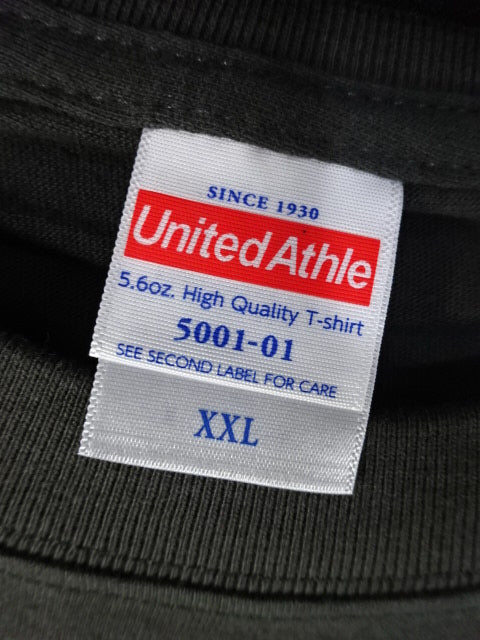 SINCE 1930
United Athle
5.6oz. High Quality T-shirt
5001-01
SEE SECOND LABEL FOR CARE
XXL